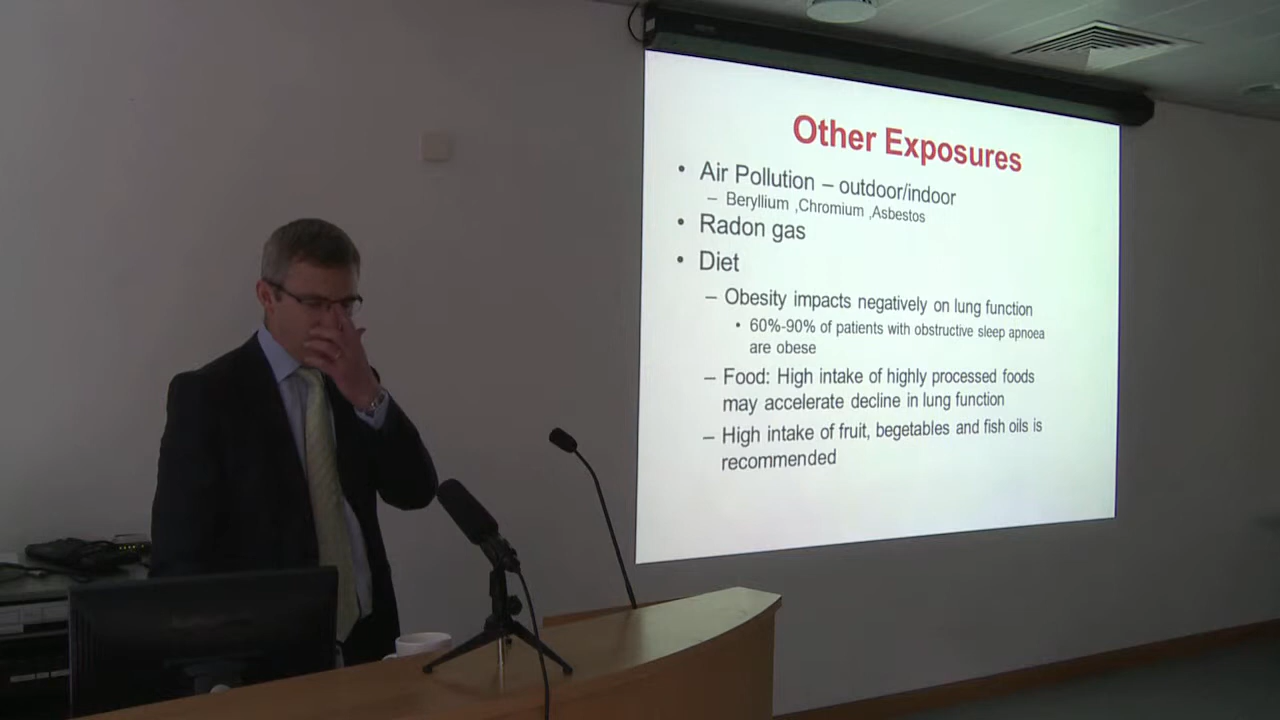 Other Exposures
• Air Pollution – outdoor/indoor
– Beryllium ,Chromium ,Asbestos
• Radon gas
• Diet
– Obesity impacts negatively on lung function
• 60%-90% of patients with obstructive sleep apnoea
are obese
– Food: High intake of highly processed foods
may accelerate decline in lung function
– High intake of fruit, begetables and fish oils is
recommended